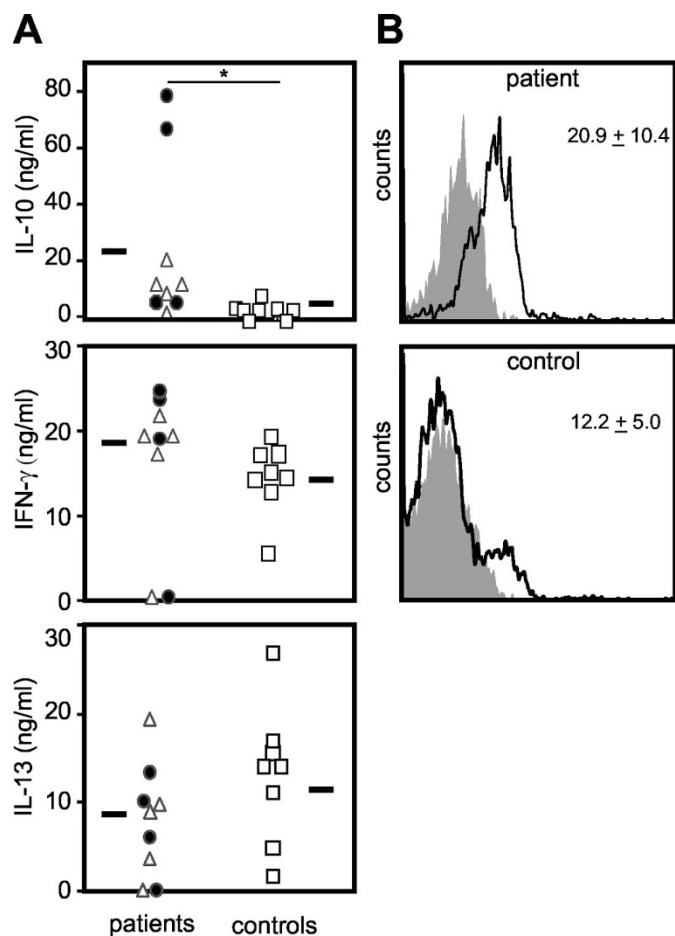 A
B
*
IL-10 (ng/ml)
80
60
40
20
0
IFN-γ (ng/ml)
30
20
10
0
IL-13 (ng/ml)
30
20
10
0
patients
controls
patient
counts
20.9 ± 10.4
control
counts
12.2 ± 5.0